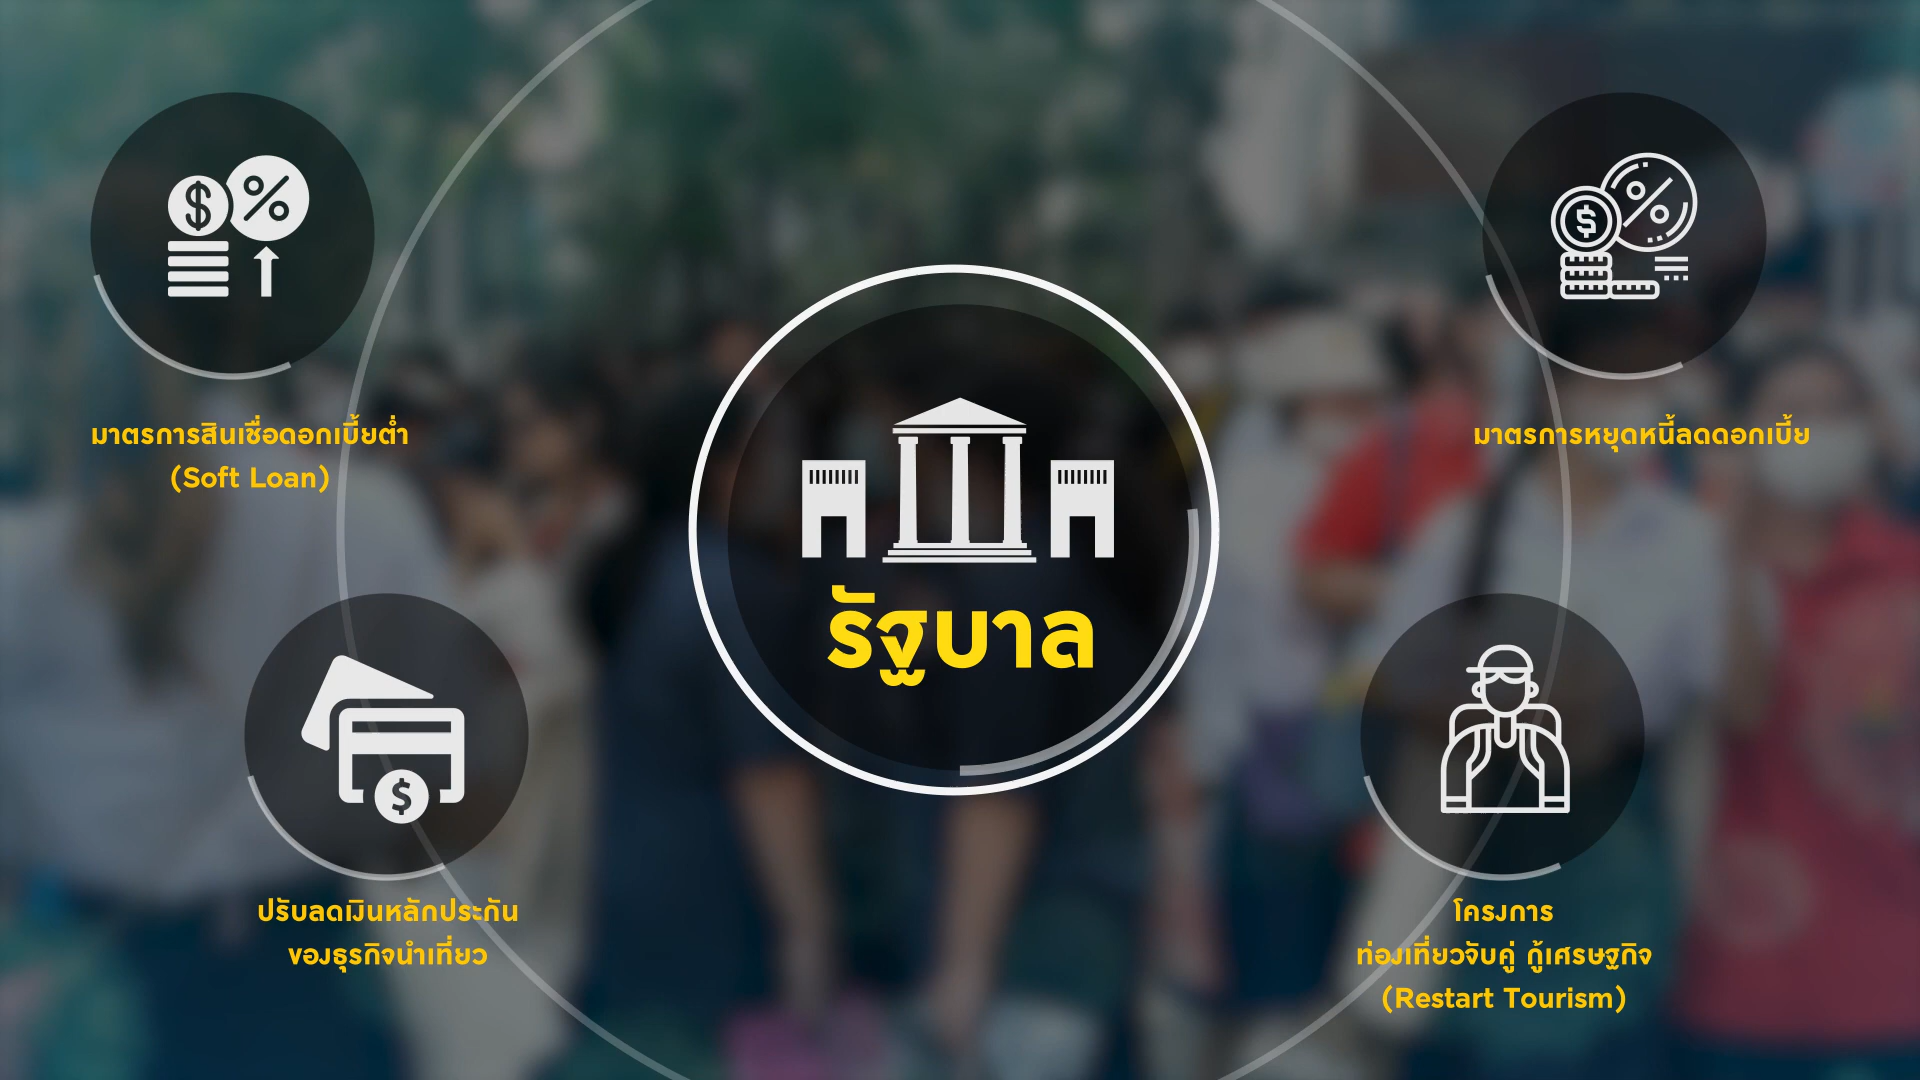 มาตรการสินเชื่อดอกเบี้ยต่ำ
(Soft Loan)
มาตรการหยุดหนี้ลดดอกเบี้ย
รัฐบาล
ปรับลดเงินหลักประกัน
ของธุรกิจนำเที่ยว
โครงการ
ท่องเที่ยวจับคู่ กู้เศรษฐกิจ
(Restart Tourism)